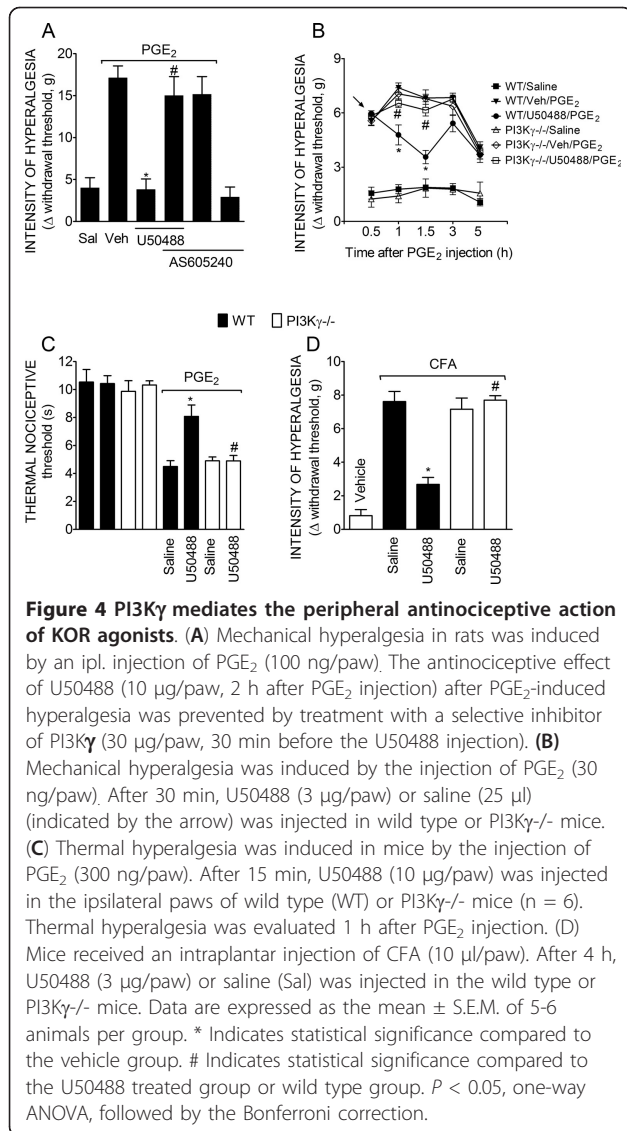 A
PGE2
INTENSITY OF HYPERALGESIA
(Δ withdrawal threshold, g)
20
15
10
5
0
#
*
Sal
Veh
U50488
AS605240
B
INTENSITY OF HYPERALGESIA
(Δ withdrawal threshold, g)
9
6
3
0
#
#
*
*
0.5
1
1.5
3
5
Time after PGE2 injection (h)
WT/Saline
WT/Veh/PGE2
WT/U50488/PGE2
PI3Kγ-/-/Saline
PI3Kγ-/-/Veh/PGE2
PI3Kγ-/-/U50488/PGE2
WT
PI3Kγ-/-
C
PGE2
THERMAL NOCICEPTIVE
threshold (s)
12
10
8
6
4
2
0
*
#
Saline
U50488
Saline
U50488
D
CFA
INTENSITY OF HYPERALGESIA
(Δ withdrawal threshold, g)
10
8
6
4
2
0
Vehicle
*
#
Saline
U50488
Saline
U50488
Figure 4 PI3Kγ mediates the peripheral antinociceptive action
of KOR agonists. (A) Mechanical hyperalgesia in rats was induced
by an ipl. injection of PGE2 (100 ng/paw). The antinociceptive effect
of U50488 (10 μg/paw, 2 h after PGE2 injection) after PGE2-induced
hyperalgesia was prevented by treatment with a selective inhibitor
of PI3Kγ (30 μg/paw, 30 min before the U50488 injection). (B)
Mechanical hyperalgesia was induced by the injection of PGE2 (30
ng/paw). After 30 min, U50488 (3 μg/paw) or saline (25 μl)
(indicated by the arrow) was injected in wild type or PI3Kγ-/- mice.
(C) Thermal hyperalgesia was induced in mice by the injection of
PGE2 (300 ng/paw). After 15 min, U50488 (10 μg/paw) was injected
in the ipsilateral paws of wild type (WT) or PI3Kγ-/- mice (n = 6).
Thermal hyperalgesia was evaluated 1 h after PGE2 injection. (D)
Mice received an intraplantar injection of CFA (10 μl/paw). After 4 h,
U50488 (3 μg/paw) or saline (Sal) was injected in the wild type or
PI3Kγ-/- mice. Data are expressed as the mean ± S.E.M. of 5-6
animals per group. * Indicates statistical significance compared to
the vehicle group. # Indicates statistical significance compared to
the U50488 treated group or wild type group. P < 0.05, one-way
ANOVA, followed by the Bonferroni correction.